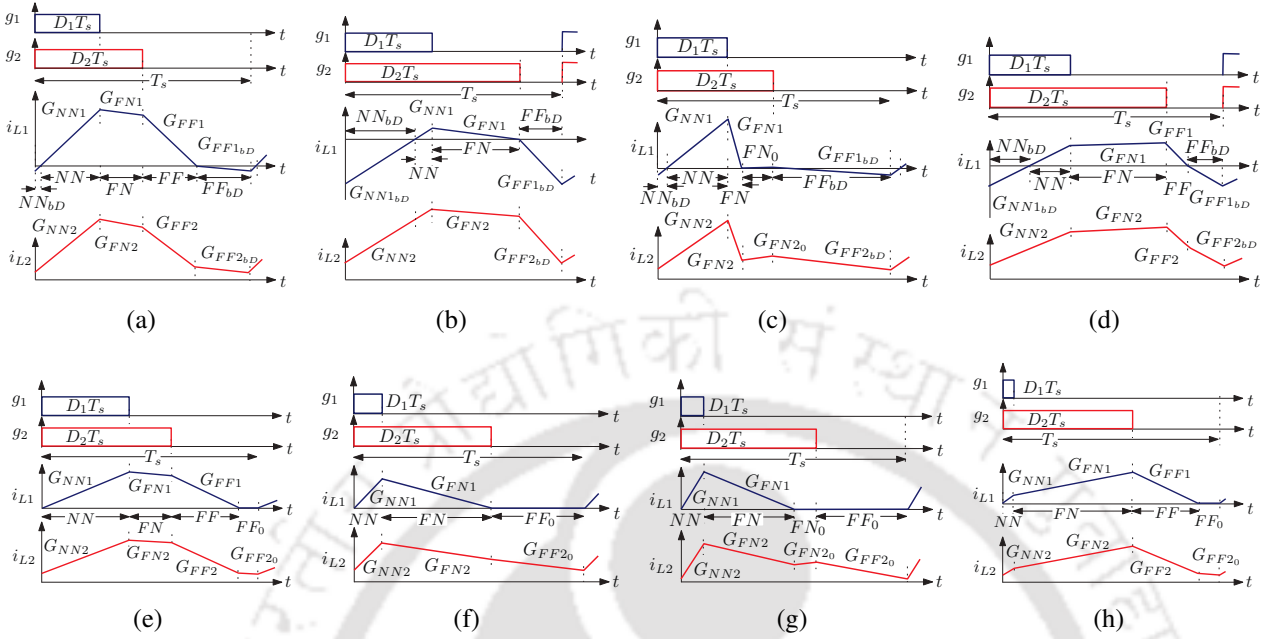 g1 D1Ts t
g2 D2Ts t
Ts
GNN1 GFN1 GFF1 GFF1bD
iL1 t
NN FN FF FFbD
NNbD
GNN2 GFN2 GFF2 GFF2bD
iL2 t
(a)
g1 D1Ts t
g2 D2Ts t
Ts
NNbD GNN1 GFN1 FFbD
iL1 FN t
NN
GNN1bD GFF1bD
GFN2
iL2 GNN2 GFF2bD t
(b)
g1 D1Ts t
g2 D2Ts t
Ts
GNN1 GFN1
FN0 GFF1bD
iL1 t
NN FN FFbD
NNbD
GNN2 GFN20 GFF2bD
iL2 GFN2 t
(c)
g1 D1Ts t
g2 D2Ts t
Ts
GFF1
NNbD GFN1 FFbD
iL1 t
NN FN FF
GNN1bD GFF1bD
GNN2 GFN2 GFF2bD
iL2 GFF2 t
(d)
g1 D1Ts t
g2 D2Ts t
Ts
GNN1 GFN1 GFF1
iL1 t
NN FN FF FF0
GNN2 GFN2 GFF2 GFF20
iL2 t
(e)
g1 D1Ts t
g2 D2Ts t
Ts
GFN1
iL1 GNN1 t
NN FN FF0
GFF20
iL2 GNN2 GFN2 t
(f)
g1 D1Ts t
g2 D2Ts t
Ts
GFN1
iL1 GNN1 t
NN FN FN0 FF0
GFN2 GFN20 GFF20
iL2 GNN2 t
(g)
g1 D1Ts t
g2 D2Ts t
Ts
GNN1 GFN1 GFF1
iL1 t
NN FN FF FF0
GNN2 GFN2 GFF20
iL2 GFF2 t
(h)